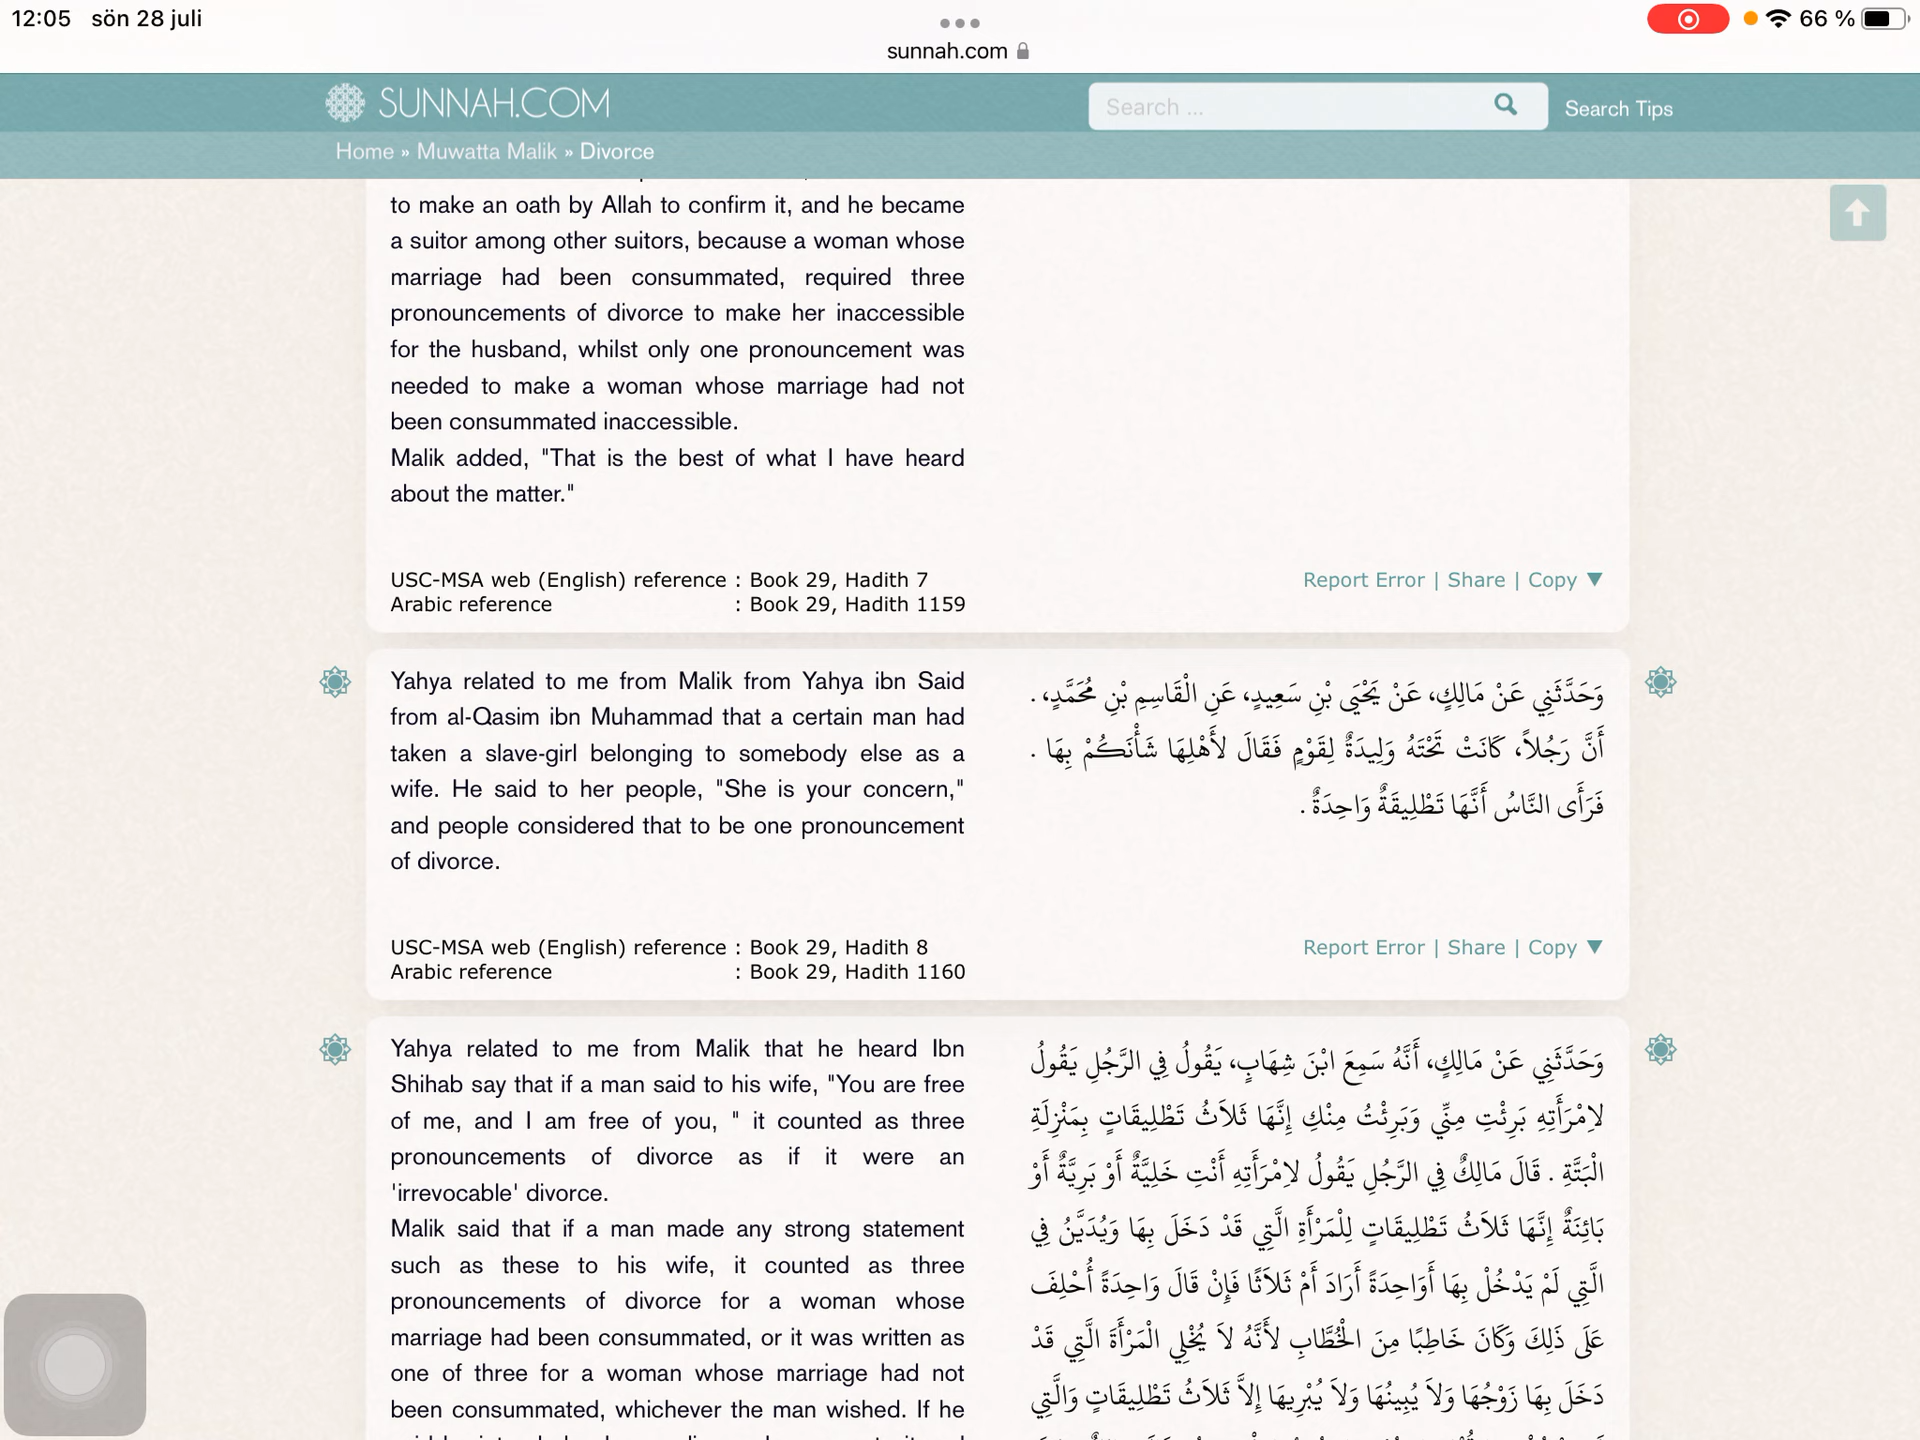 12:05 sön 28 juli
66 %
sunnah.com
SUNNAH.COM
Search ...
Search Tips
Home » Muwatta Malik » Divorce
to make an oath by Allah to confirm it, and he became
a suitor among other suitors, because a woman whose
marriage had been consummated, required three
pronouncements of divorce to make her inaccessible
for the husband, whilst only one pronouncement was
needed to make a woman whose marriage had not
been consummated inaccessible.
Malik added, "That is the best of what I have heard
about the matter."
USC-MSA web (English) reference : Book 29, Hadith 7
Arabic reference : Book 29, Hadith 1159
Report Error | Share | Copy ▼
Yahya related to me from Malik from Yahya ibn Said
from al-Qasim ibn Muhammad that a certain man had
taken a slave-girl belonging to somebody else as a
wife. He said to her people, "She is your concern,"
and people considered that to be one pronouncement
of divorce.
وَحَدَّثَنِي عَنْ مَالِكٍ، عَنْ يَحْيَى بْنِ سَعِيدٍ، عَنِ الْقَاسِمِ بْنِ مُحَمَّدٍ، .
أَنَّ رَجُلاً، كَانَتْ تَحْتَهُ وَلِيدَةٌ لِقَوْمٍ فَقَالَ لأَهْلِهَا شَأْنَكُمْ بِهَا .
فَرَأَى النَّاسُ أَنَّهَا تَطْلِيقَةٌ وَاحِدَةٌ .
USC-MSA web (English) reference : Book 29, Hadith 8
Arabic reference : Book 29, Hadith 1160
Report Error | Share | Copy ▼
Yahya related to me from Malik that he heard Ibn
Shihab say that if a man said to his wife, "You are free
of me, and I am free of you, " it counted as three
pronouncements of divorce as if it were an
'irrevocable' divorce.
Malik said that if a man made any strong statement
such as these to his wife, it counted as three
pronouncements of divorce for a woman whose
marriage had been consummated, or it was written as
one of three for a woman whose marriage had not
been consummated, whichever the man wished. If he
وَحَدَّثَنِي عَنْ مَالِكٍ، أَنَّهُ سَمِعَ ابْنَ شِهَابٍ، يَقُولُ فِي الرَّجُلِ يَقُولُ
لاِمْرَأَتِهِ بَرِئْتِ مِنِّي وَبَرِئْتُ مِنْكِ إِنَّهَا ثَلاَثُ تَطْلِيقَاتٍ بِمَنْزِلَةِ
الْبَتَّةِ . قَالَ مَالِكٌ فِي الرَّجُلِ يَقُولُ لاِمْرَأَتِهِ أَنْتِ خَلِيَّةٌ أَوْ بَرِيَّةٌ أَوْ
بَائِنَةٌ إِنَّهَا ثَلاَثُ تَطْلِيقَاتٍ لِلْمَرْأَةِ الَّتِي قَدْ دَخَلَ بِهَا وَيُدَيَّنُ فِي
الَّتِي لَمْ يَدْخُلْ بِهَا أَوَاحِدَةً أَرَادَ أَمْ ثَلاَثًا فَإِنْ قَالَ وَاحِدَةً أُحْلِفَ
عَلَى ذَلِكَ وَكَانَ خَاطِبًا مِنَ الْخُطَّابِ لأَنَّهُ لاَ يُخْلِي الْمَرْأَةَ الَّتِي قَدْ
دَخَلَ بِهَا زَوْجُهَا وَلاَ يُبِينُهَا وَلاَ يُبْرِيهَا إِلاَّ ثَلاَثُ تَطْلِيقَاتٍ وَالَّتِي